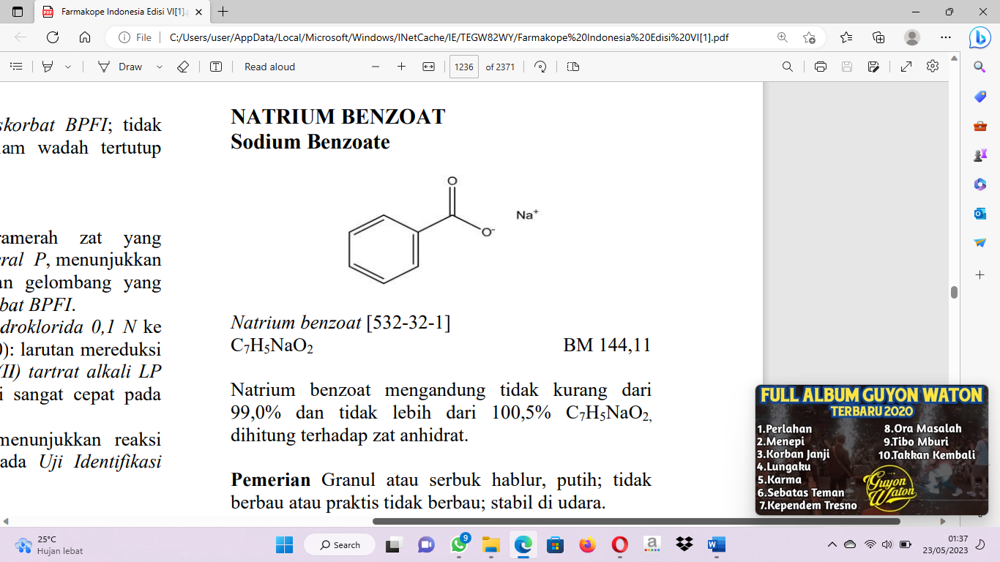 Farmakope Indonesia Edisi VI[1].p
File
C:/Users/user/AppData/Local/Microsoft/Windows/INetCache/IE/TEGW82WY/Farmakope%20Indonesia%20Edisi%20VI[1].pdf
Draw
Read aloud
1236 of 2371
skorbat BPFI; tidak
lam wadah tertutup
ramerah zat yang
eral P, menunjukkan
an gelombang yang
bat BPFI.
droklorida 0,1 N ke
0): larutan mereduksi
(II) tartrat alkali LP
i sangat cepat pada
menunjukkan reaksi
ada Uji Identifikasi
NATRIUM BENZOAT
Sodium Benzoate
O
O-
Na+
Natrium benzoat [532-32-1]
C7H5NaO2 BM 144,11
Natrium benzoat mengandung tidak kurang dari
99,0% dan tidak lebih dari 100,5% C7H5NaO2,
dihitung terhadap zat anhidrat.
Pemerian Granul atau serbuk hablur, putih; tidak
berbau atau praktis tidak berbau; stabil di udara.
FULL ALBUM GUYON WATON
TERBARU 2020
1.Perlahan
2.Menepi
3.Korban Janji
4.Lungaku
5.Karma
6.Sebatas Teman
7.Kependem Tresno
8.Ora Masalah
9.Tibo Mburi
10.Takkan Kembali
Guyon
Waton
25°C
Hujan lebat
Search
9
01:37
23/05/2023